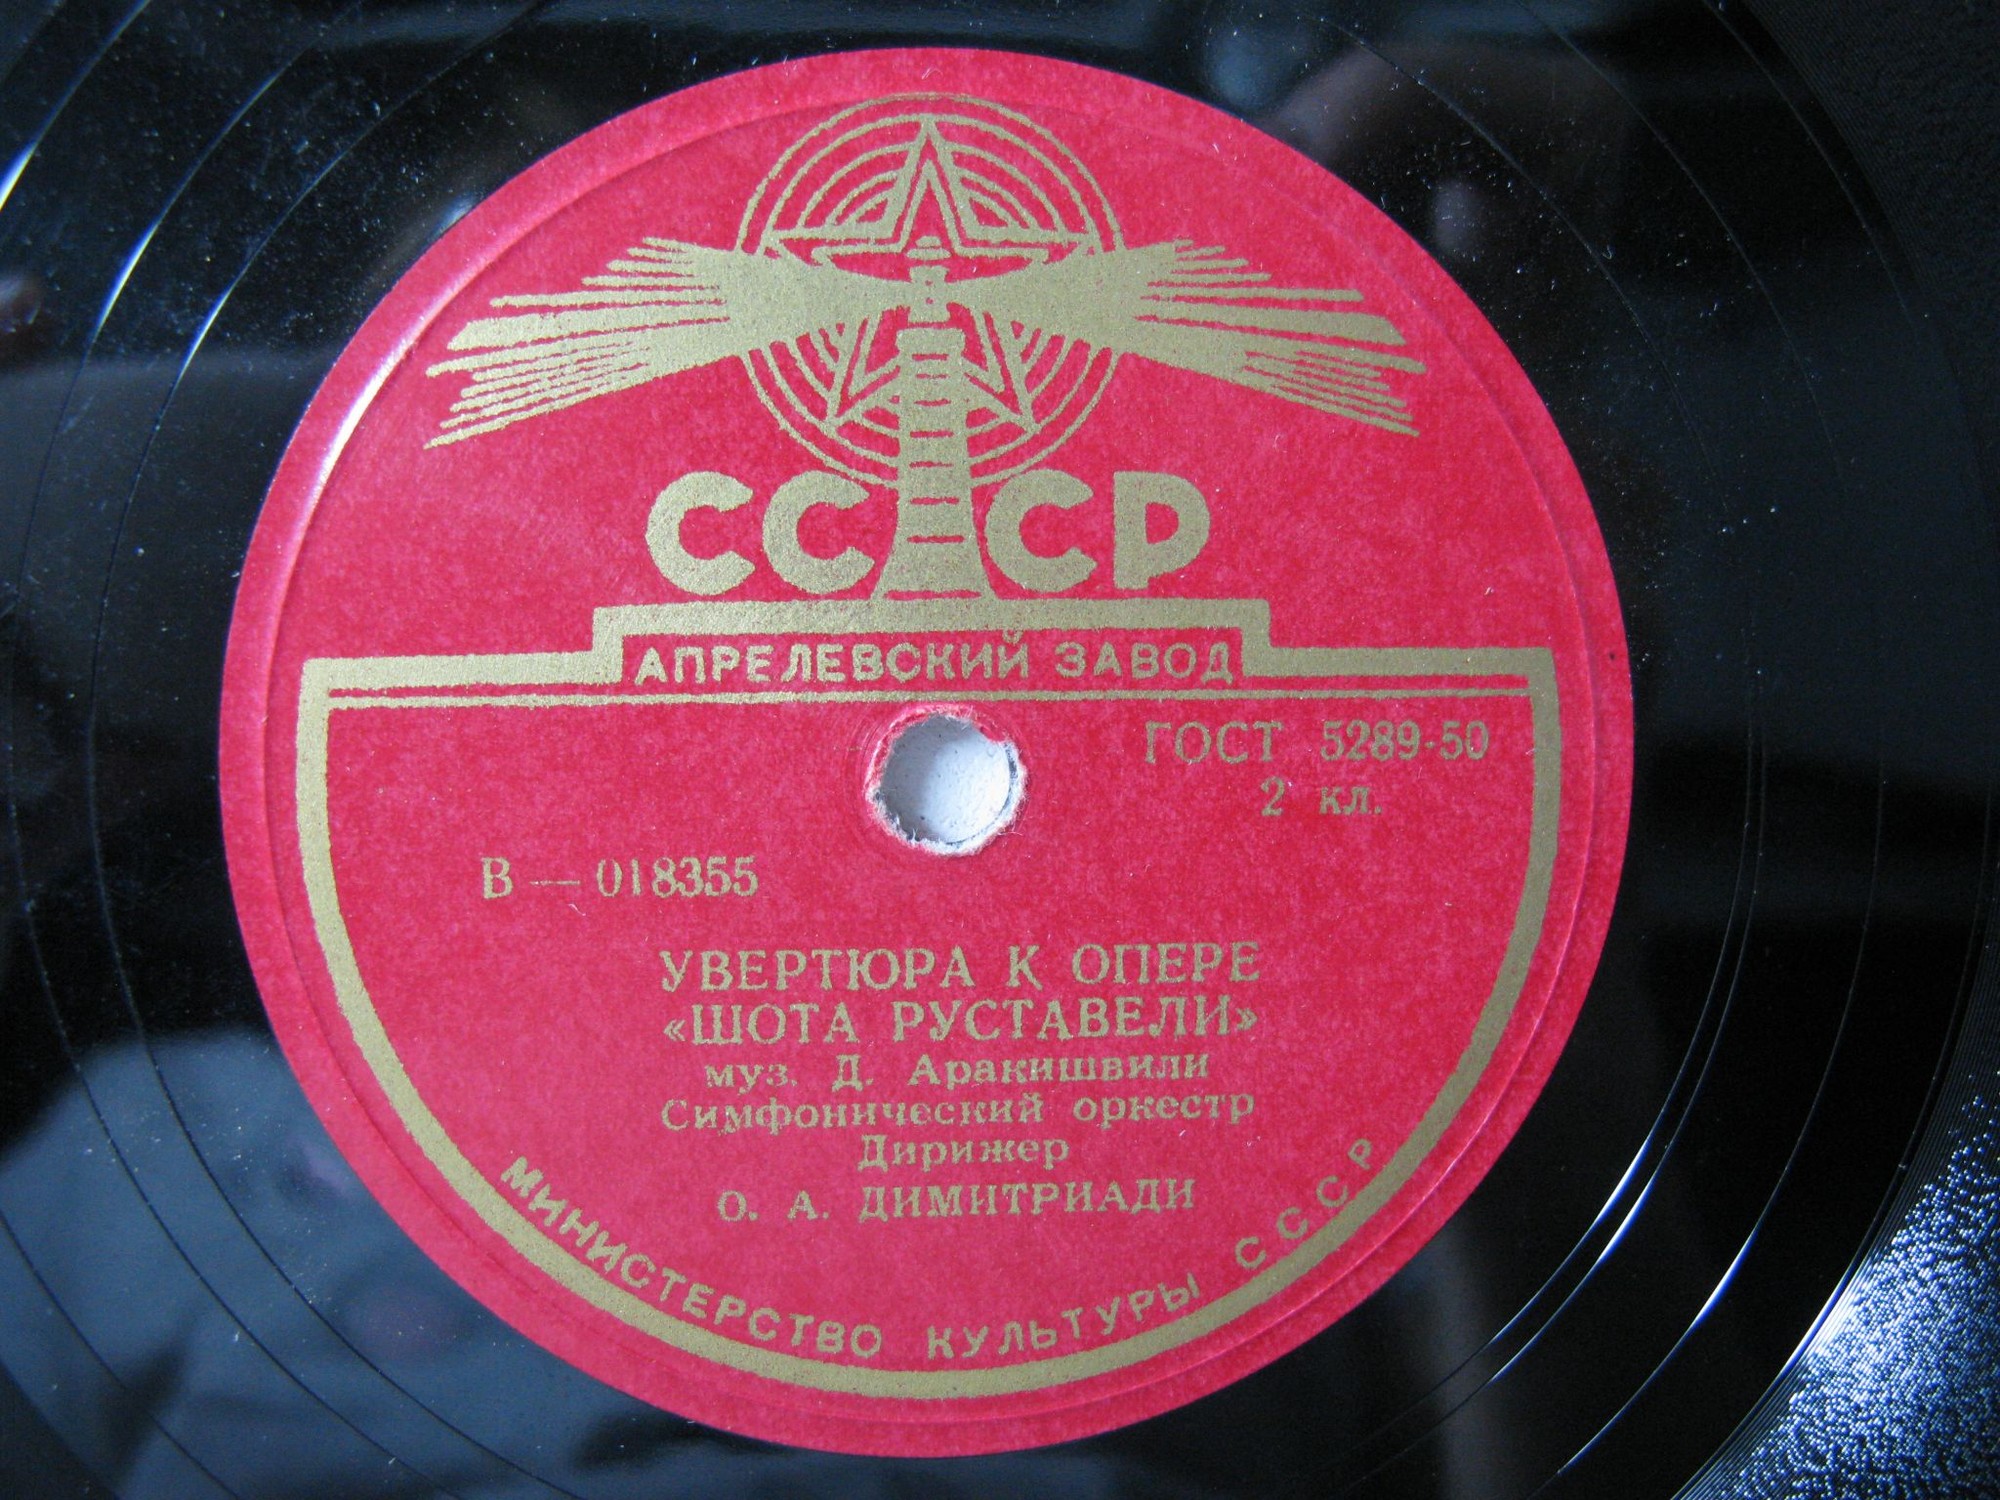 СССР
АПРЕЛЕВСКИЙ ЗАВОД
ГОСТ 5289-50
2 кл.
В — 018355
УВЕРТЮРА К ОПЕРЕ
«ШОТА РУСТАВЕЛИ»
муз. Д. Аракишвили
Симфонический оркестр
Дирижер
О. А. ДИМИТРИАДИ
МИНИСТЕРСТВО КУЛЬТУРЫ СССР